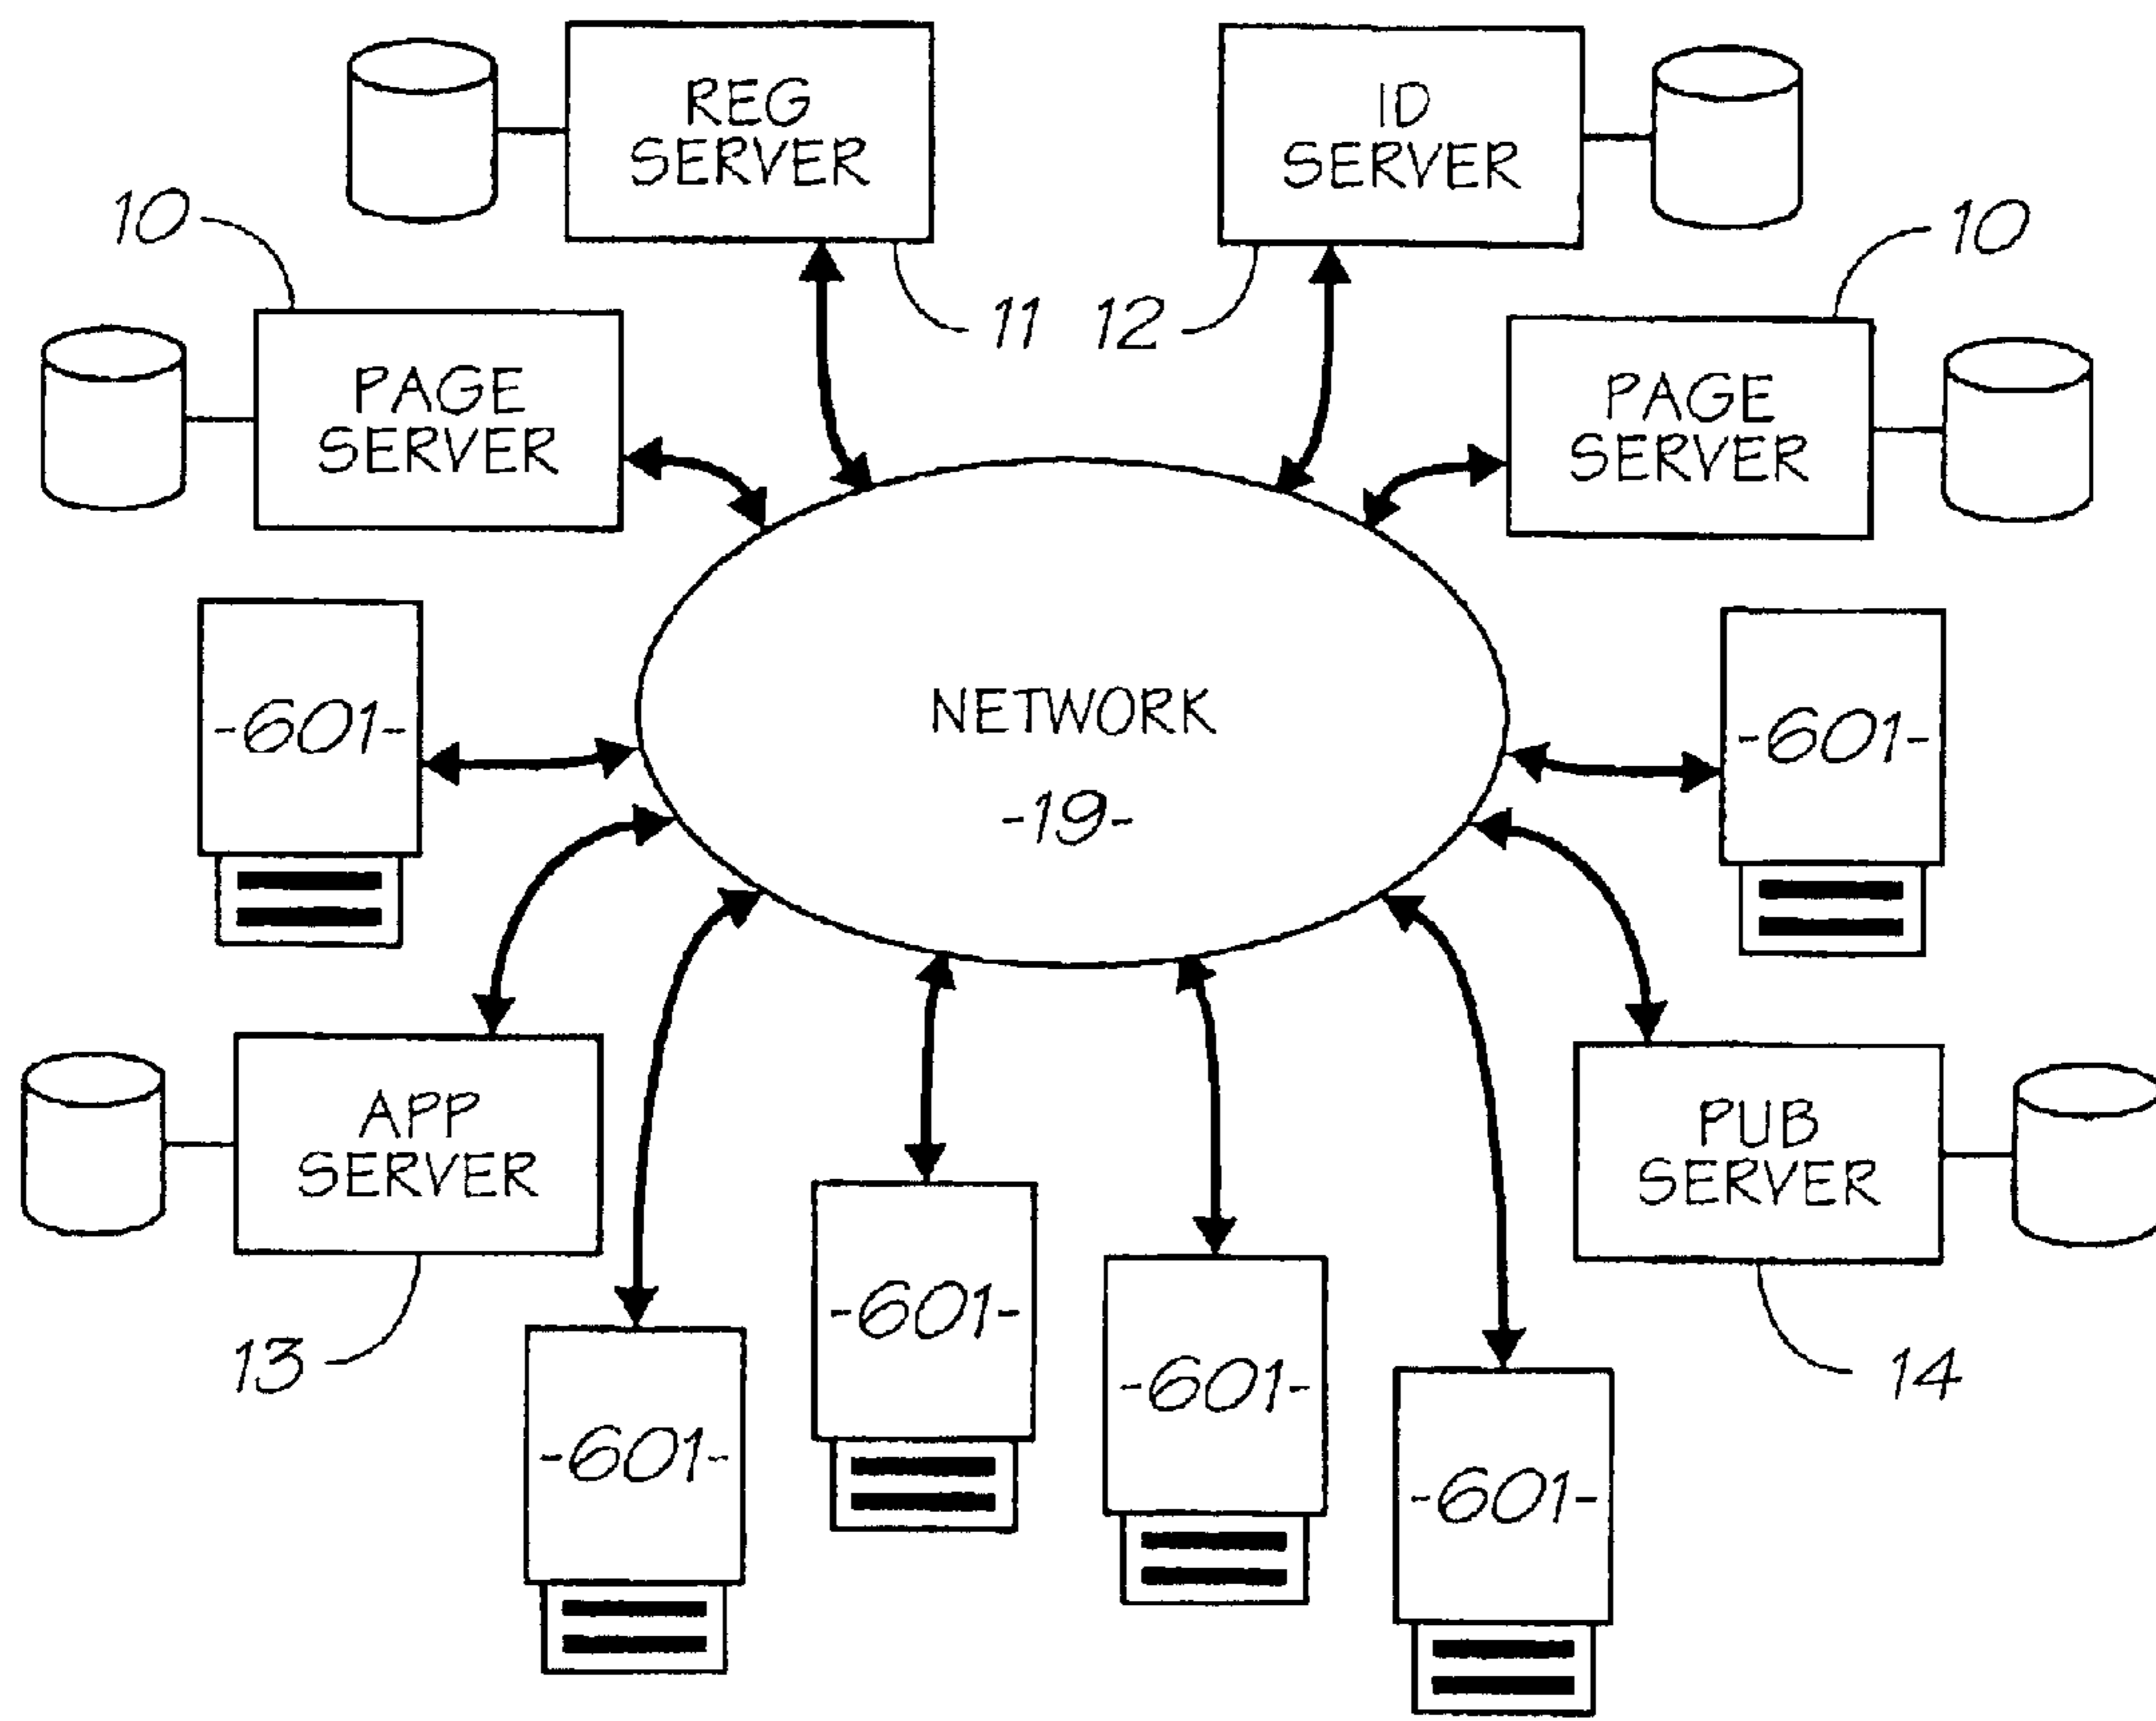 REG
SERVER
ID
SERVER
10
10
11
12
PAGE
SERVER
PAGE
SERVER
-601-
NETWORK
-19-
-601-
APP
SERVER
PUB
SERVER
13
-601-
-601-
-601-
-601-
14